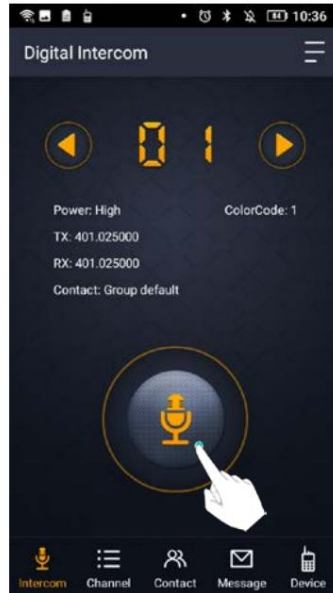 84 10:36
Digital Intercom
01
Power: High ColorCode: 1
TX: 401.025000
RX: 401.025000
Contact: Group default
Intercom Channel Contact Message Device